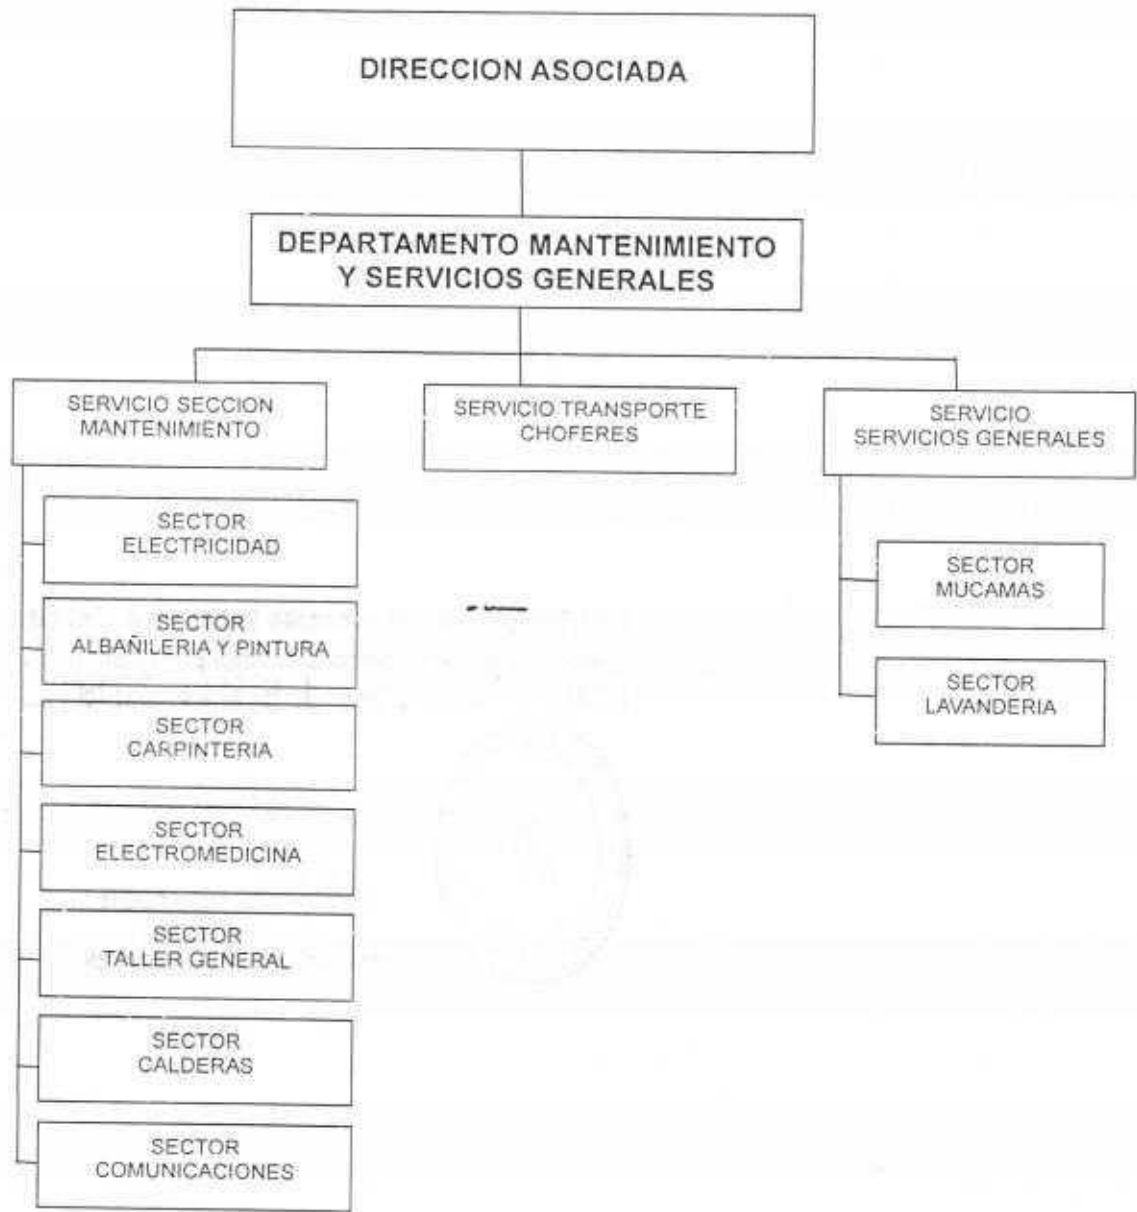 DIRECCION ASOCIADA
DEPARTAMENTO MANTENIMIENTO
Y SERVICIOS GENERALES
SERVICIO SECCION
MANTENIMIENTO
SERVICIO TRANSPORTE
CHOFERES
SERVICIO
SERVICIOS GENERALES
SECTOR
ELECTRICIDAD
SECTOR
ALBAÑILERIA Y PINTURA
SECTOR
CARPINTERIA
SECTOR
ELECTROMEDICINA
SECTOR
TALLER GENERAL
SECTOR
CALDERAS
SECTOR
COMUNICACIONES
SECTOR
MUCAMAS
SECTOR
LAVANDERIA